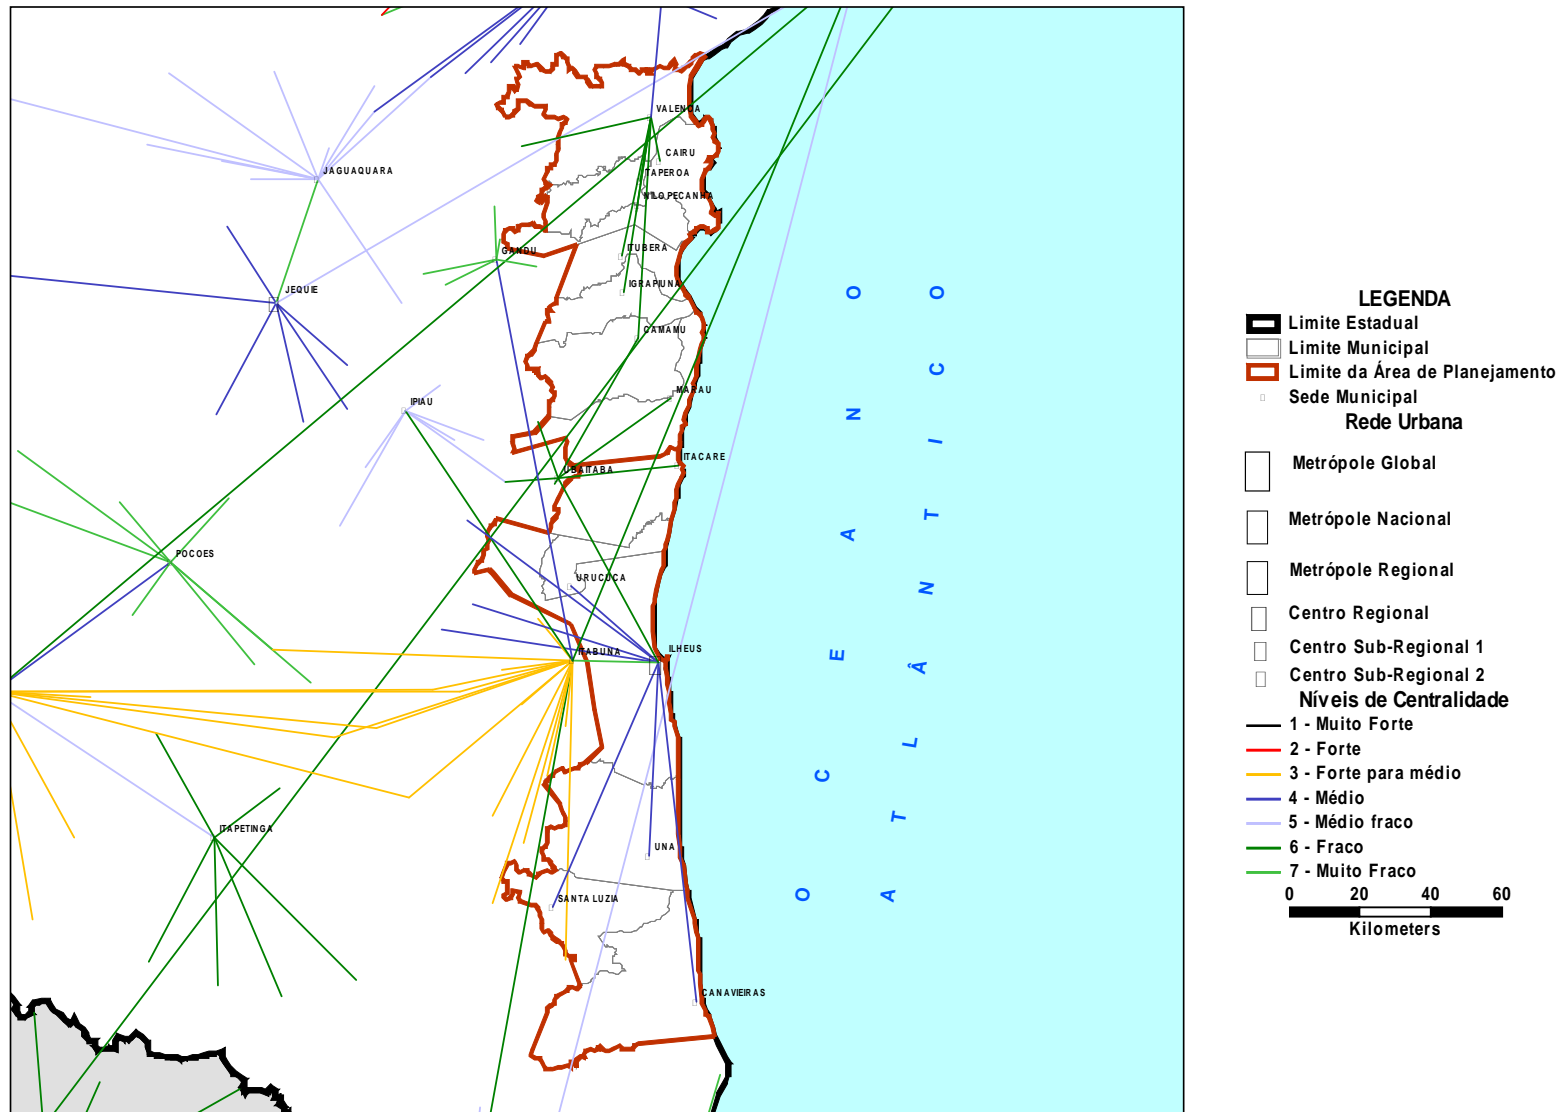 VALENCA
CAIRU
TAPEROA
NILO PECANHA
JAGUAQUARA
GANDU
ITUBERA
IGRAPIUNA
JEQUIE
CAMAMU
MARAU
IPIAU
ITACARE
UBAITABA
POCOES
URUCUCA
ITABUNA
ILHEUS
ITAPETINGA
UNA
SANTA LUZIA
CANAVIEIRAS
OCEANO
ATLÂNTICO
LEGENDA
Limite Estadual
Limite Municipal
Limite da Área de Planejamento
Sede Municipal
Rede Urbana
Metrópole Global
Metrópole Nacional
Metrópole Regional
Centro Regional
Centro Sub-Regional 1
Centro Sub-Regional 2
Níveis de Centralidade
1 - Muito Forte
2 - Forte
3 - Forte para médio
4 - Médio
5 - Médio fraco
6 - Fraco
7 - Muito Fraco
0 20 40 60
Kilometers